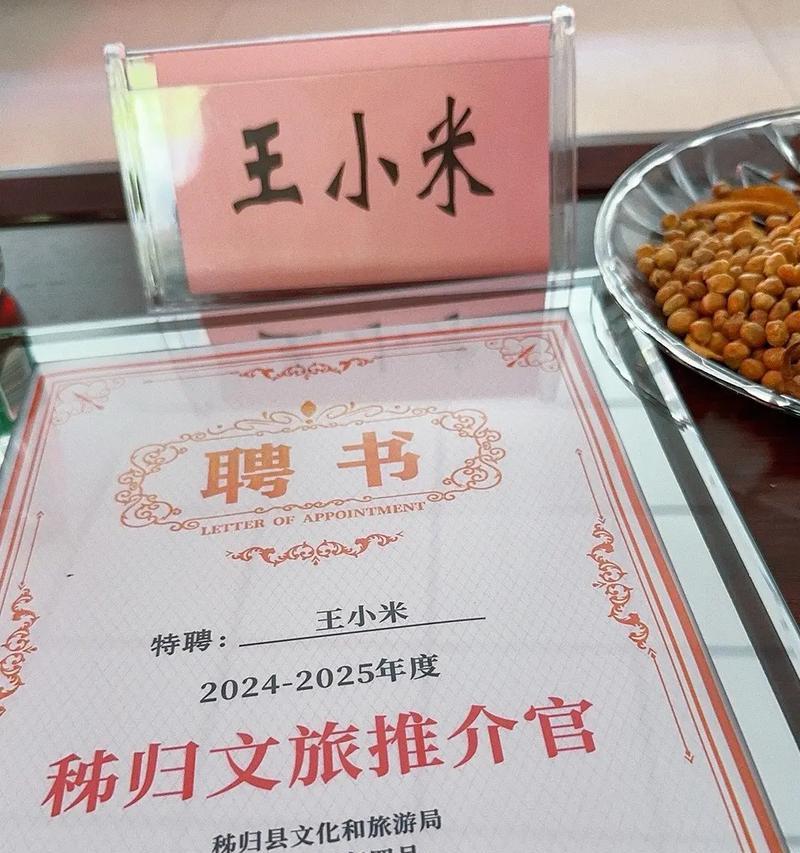 王小米
聘书
LETTER OF APPOINTMENT
特聘：王小米
2024-2025年度
秭归文旅推介官
秭归县文化和旅游局